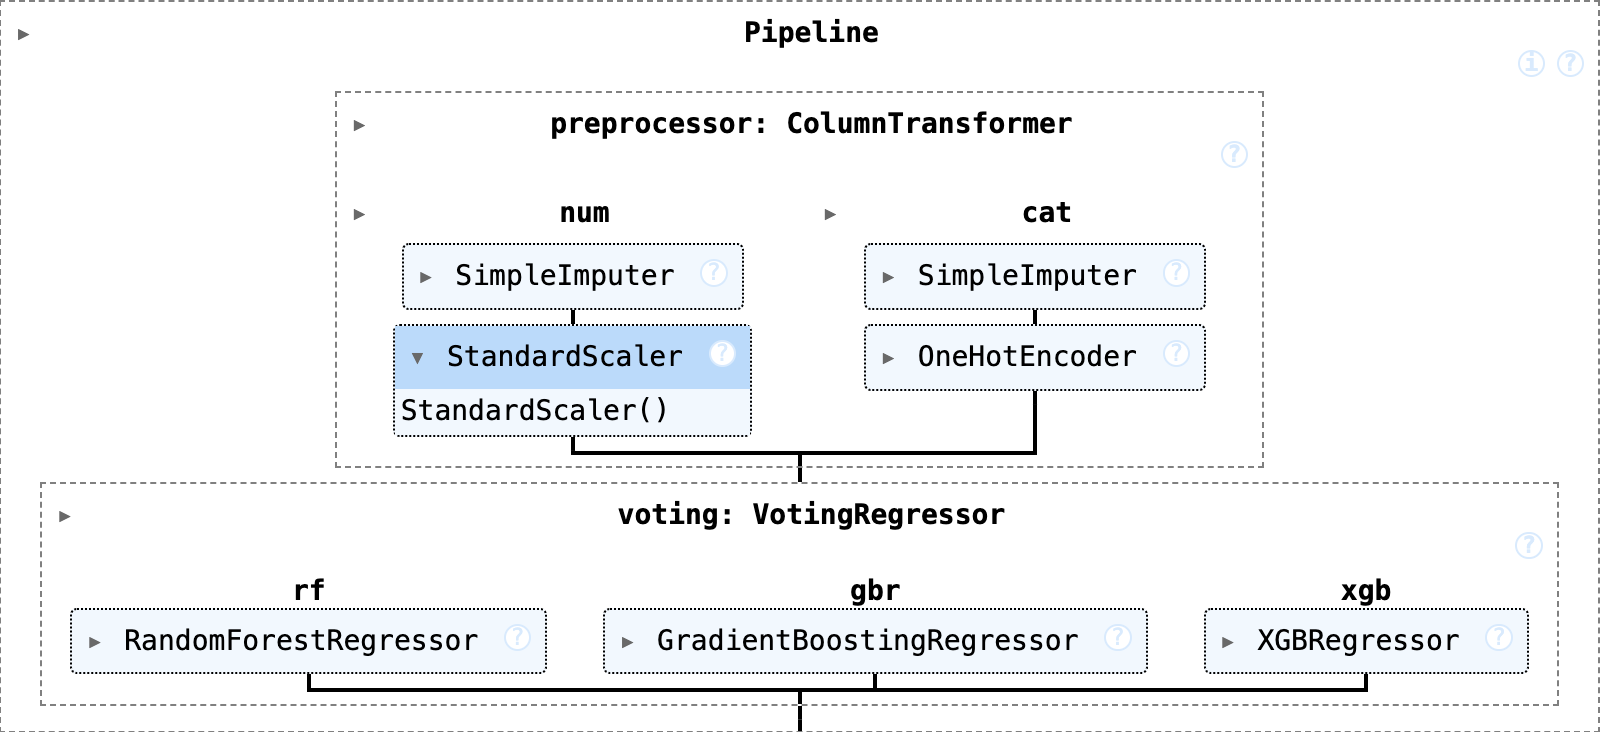 Pipeline
i ?
preprocessor: ColumnTransformer
?
num cat
SimpleImputer ? SimpleImputer ?
StandardScaler ? OneHotEncoder ?
StandardScaler()
voting: VotingRegressor
?
rf gbr xgb
RandomForestRegressor ? GradientBoostingRegressor ? XGBRegressor ?